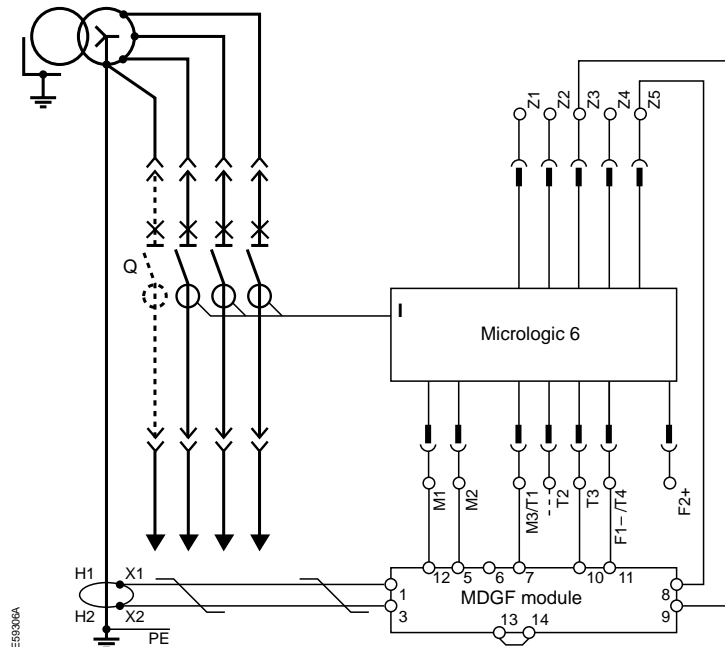 Z1
Z2
Z3
Z4
Z5
Q
I
Micrologic 6
M1
M2
M3/T1
T2
T3
F1– /T4
F2+
H1
X1
12
5
6
7
10
11
1
MDGF module
8
H2
X2
3
9
13
14
PE
E59306A